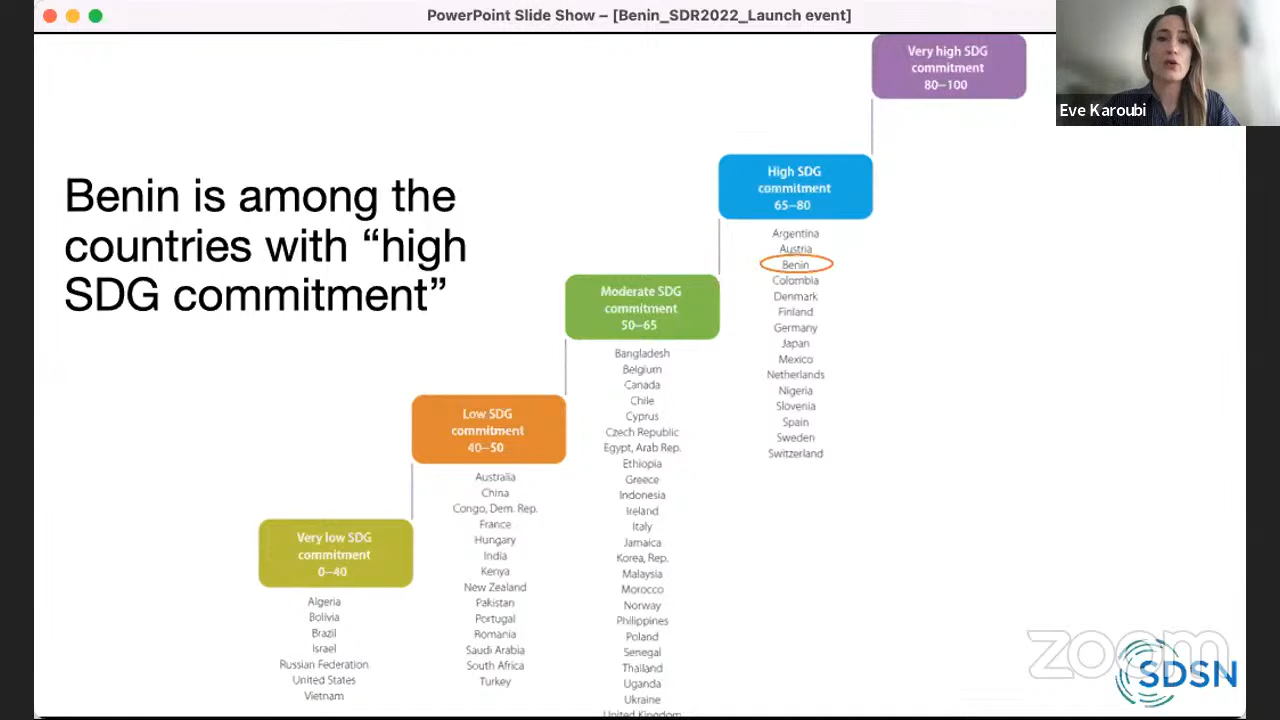 PowerPoint Slide Show – [Benin_SDR2022_Launch event]
Eve Karoubi
Benin is among the
countries with “high
SDG commitment”
Very high SDG
commitment
80–100
High SDG
commitment
65–80
Argentina
Austria
Benin
Colombia
Denmark
Finland
Germany
Japan
Mexico
Netherlands
Nigeria
Slovenia
Spain
Sweden
Switzerland
Moderate SDG
commitment
50–65
Bangladesh
Belgium
Canada
Chile
Cyprus
Czech Republic
Egypt, Arab Rep.
Ethiopia
Greece
Indonesia
Ireland
Italy
Jamaica
Korea, Rep.
Malaysia
Morocco
Norway
Philippines
Poland
Senegal
Thailand
Uganda
Ukraine
United Kingdom
Low SDG
commitment
40–50
Australia
China
Congo, Dem. Rep.
France
Hungary
India
Kenya
New Zealand
Pakistan
Portugal
Romania
Saudi Arabia
South Africa
Turkey
Very low SDG
commitment
0–40
Algeria
Bolivia
Brazil
Israel
Russian Federation
United States
Vietnam
zoom
SDSN